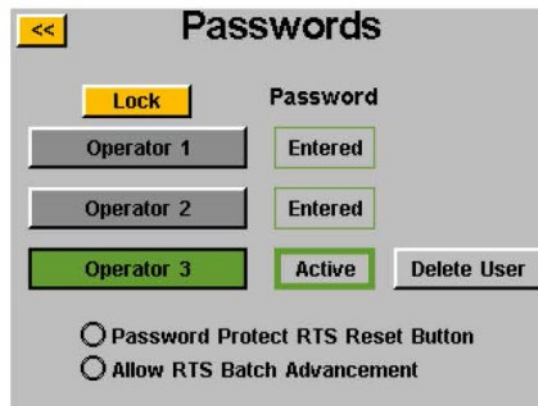 << Passwords
Lock Password
Operator 1 Entered
Operator 2 Entered
Operator 3 Active Delete User
Password Protect RTS Reset Button
Allow RTS Batch Advancement